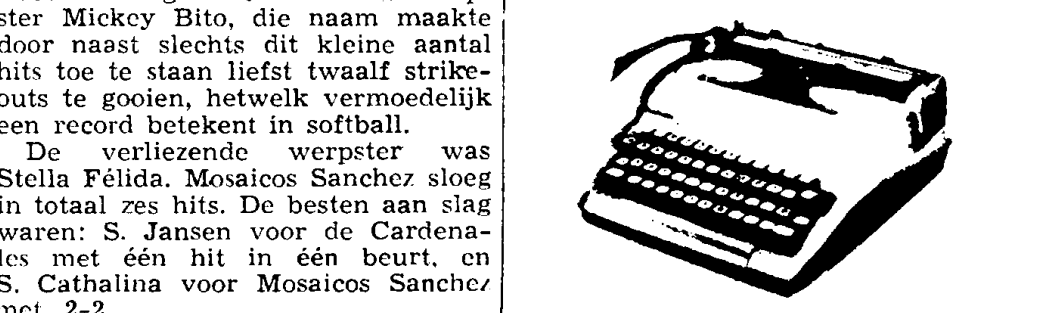 ster Mickey Bito, die naam maakte
door naast slechts dit kleine aantal
hits toe te staan liefst twaalf strike-
outs te gooien, hetwelk vermoedelijk
een record betekent in softball.
De verliezende werpster was
Stella Félida. Mosaicos Sanchez sloeg
in totaal zes hits. De besten aan slag
waren: S. Jansen voor de Cardena-
les met één hit in één beurt, en
S. Cathalina voor Mosaicos Sanchez
met 2-2